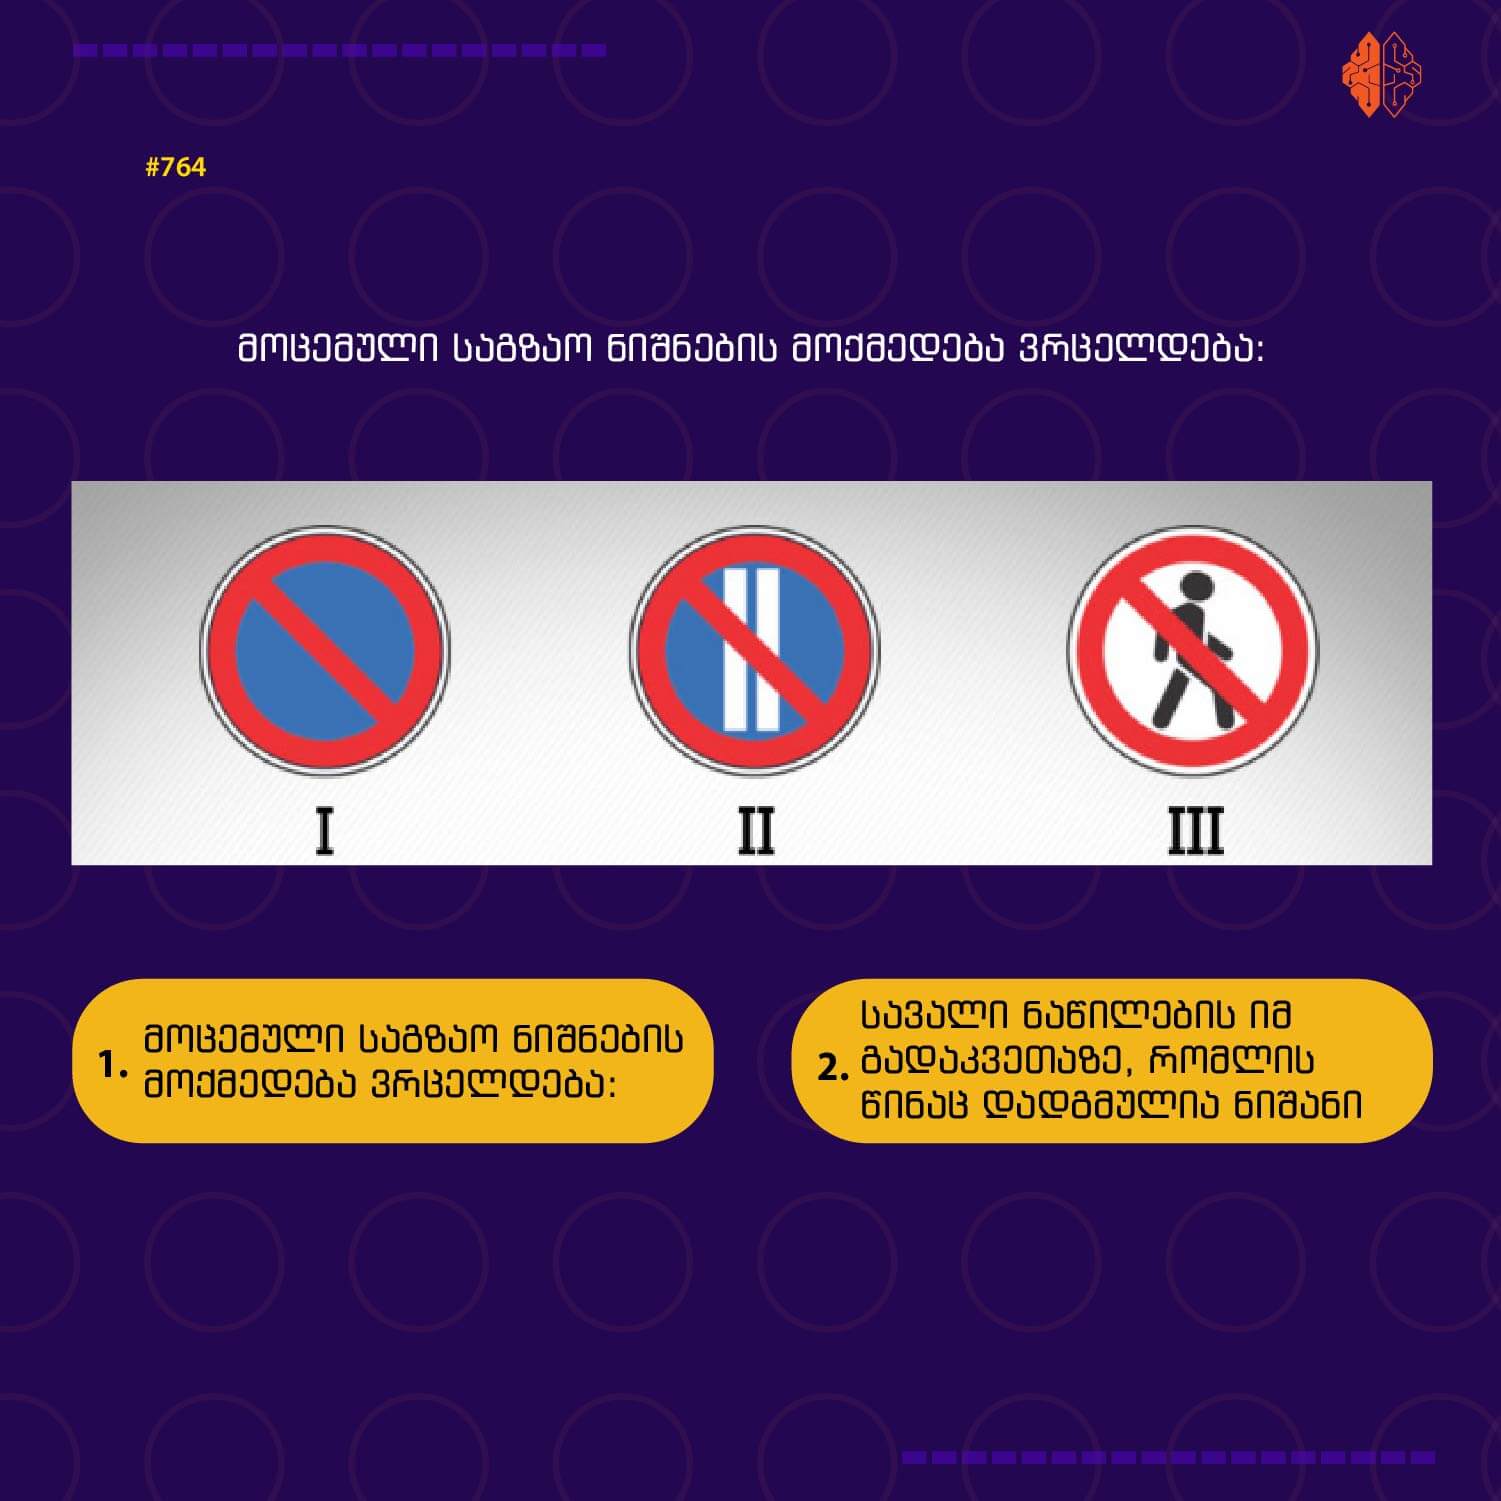 #764
მოცემული საგზაო ნიშნების მოქმედება ვრცელდება:
I
II
III
1. მოცემული საგზაო ნიშნების
მოქმედება ვრცელდება:
2. სავალი ნაწილების იმ
გადაკვეთაზე, რომლის
წინაც დადგმულია ნიშანი